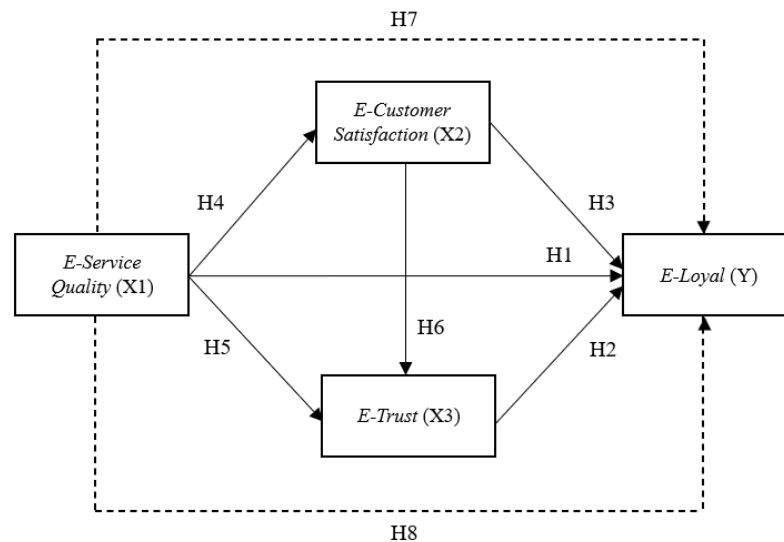 H7
E-Customer
Satisfaction (X2)
H4
H3
E-Service
Quality (X1)
H1
E-Loyal (Y)
H5
H6
H2
E-Trust (X3)
H8